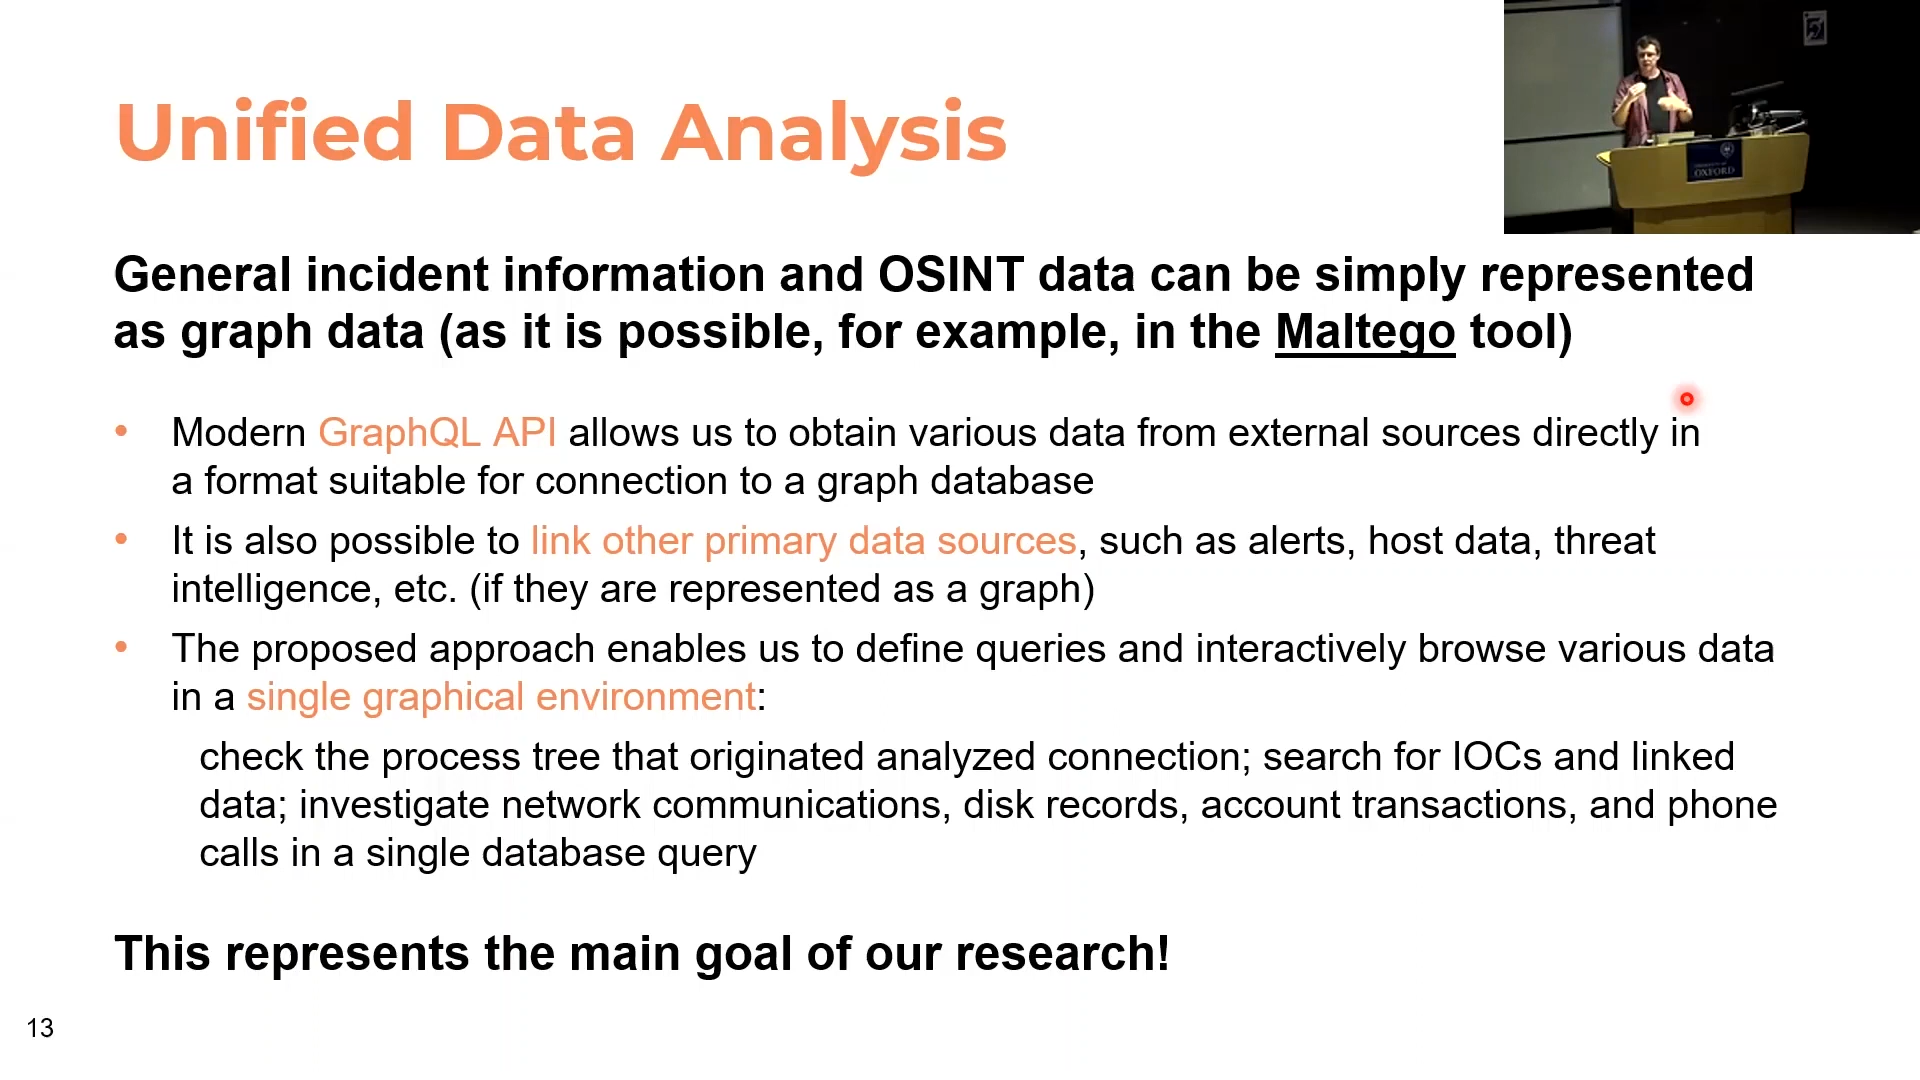 Unified Data Analysis
OXFORD
General incident information and OSINT data can be simply represented
as graph data (as it is possible, for example, in the Maltego tool)
• Modern GraphQL API allows us to obtain various data from external sources directly in
a format suitable for connection to a graph database
• It is also possible to link other primary data sources, such as alerts, host data, threat
intelligence, etc. (if they are represented as a graph)
• The proposed approach enables us to define queries and interactively browse various data
in a single graphical environment:
check the process tree that originated analyzed connection; search for IOCs and linked
data; investigate network communications, disk records, account transactions, and phone
calls in a single database query
This represents the main goal of our research!
13